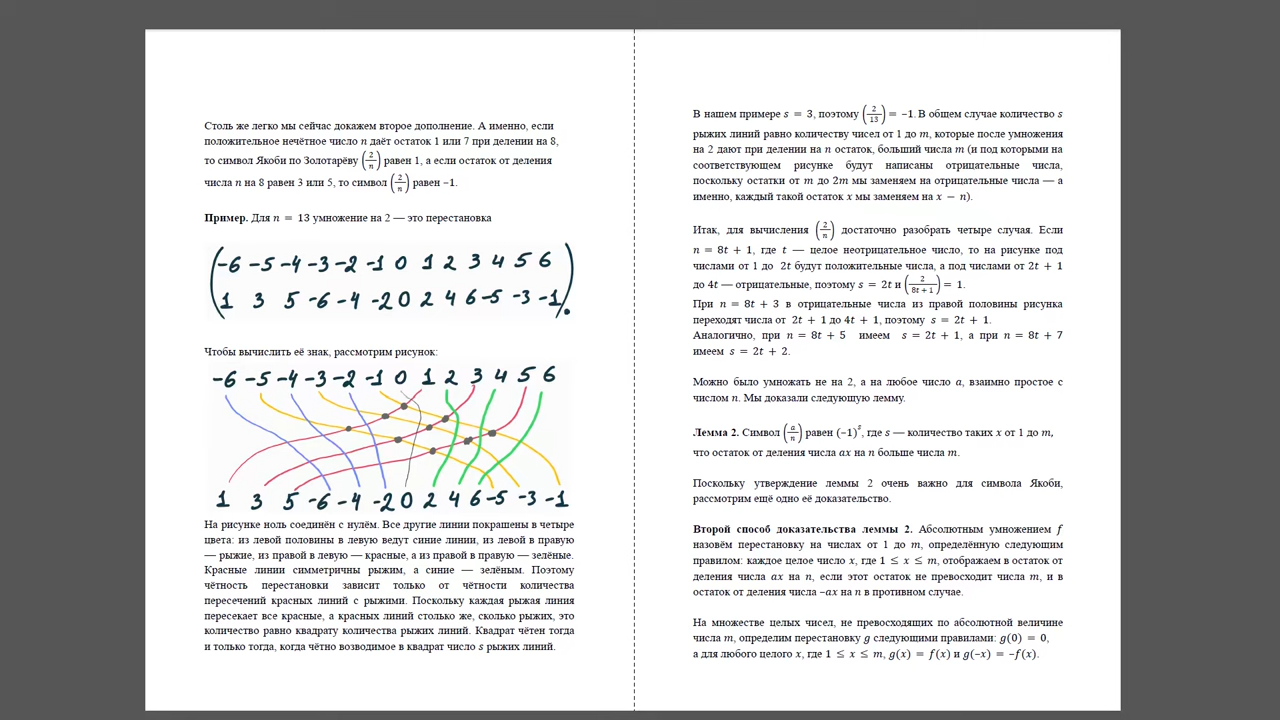 Столь же легко мы сейчас докажем второе дополнение. А именно, если
положительное нечётное число n даёт остаток 1 или 7 при делении на 8,
то символ Якоби по Золотарёву (2/n) равен 1, а если остаток от деления
числа n на 8 равен 3 или 5, то символ (2/n) равен −1.
Пример. Для n = 13 умножение на 2 — это перестановка
(-6 -5 -4 -3 -2 -1 0 1 2 3 4 5 6)
(1 3 5 -6 -4 -2 0 2 4 6 -5 -3 -1).
Чтобы вычислить её знак, рассмотрим рисунок:
-6 -5 -4 -3 -2 -1 0 1 2 3 4 5 6
1 3 5 -6 -4 -2 0 2 4 6 -5 -3 -1
На рисунке ноль соединён с нулём. Все другие линии покрашены в четыре
цвета: из левой половины в левую ведут синие линии, из левой в правую
— рыжие, из правой в левую — красные, а из правой в правую — зелёные.
Красные линии симметричны рыжим, а синие — зелёным. Поэтому
чётность перестановки зависит только от чётности количества
пересечений красных линий с рыжими. Поскольку каждая рыжая линия
пересекает все красные, а красных линий столько же, сколько рыжих, это
количество равно квадрату количества рыжих линий. Квадрат чётен тогда
и только тогда, когда чётно возводимое в квадрат число s рыжих линий.
В нашем примере s = 3, поэтому (2/13) = −1. В общем случае количество s
рыжих линий равно количеству чисел от 1 до m, которые после умножения
на 2 дают при делении на n остаток, больший числа m (и под которыми на
соответствующем рисунке будут написаны отрицательные числа,
поскольку остатки от m до 2m мы заменяем на отрицательные числа — а
именно, каждый такой остаток x мы заменяем на x − n).
Итак, для вычисления (2/n) достаточно разобрать четыре случая. Если
n = 8t + 1, где t — целое неотрицательное число, то на рисунке под
числами от 1 до 2t будут положительные числа, а под числами от 2t + 1
до 4t — отрицательные, поэтому s = 2t и (2/8t+1) = 1.
При n = 8t + 3 в отрицательные числа из правой половины рисунка
переходят числа от 2t + 1 до 4t + 1, поэтому s = 2t + 1.
Аналогично, при n = 8t + 5 имеем s = 2t + 1, а при n = 8t + 7
имеем s = 2t + 2.
Можно было умножать не на 2, а на любое число a, взаимно простое с
числом n. Мы доказали следующую лемму.
Лемма 2. Символ (a/n) равен (−1)^s, где s — количество таких x от 1 до m,
что остаток от деления числа ax на n больше числа m.
Поскольку утверждение леммы 2 очень важно для символа Якоби,
рассмотрим ещё одно её доказательство.
Второй способ доказательства леммы 2. Абсолютным умножением f
назовём перестановку на числах от 1 до m, определённую следующим
правилом: каждое целое число x, где 1 ≤ x ≤ m, отображаем в остаток от
деления числа ax на n, если этот остаток не превосходит числа m, и в
остаток от деления числа −ax на n в противном случае.
На множестве целых чисел, не превосходящих по абсолютной величине
числа m, определим перестановку g следующими правилами: g(0) = 0,
а для любого целого x, где 1 ≤ x ≤ m, g(x) = f(x) и g(−x) = −f(x).